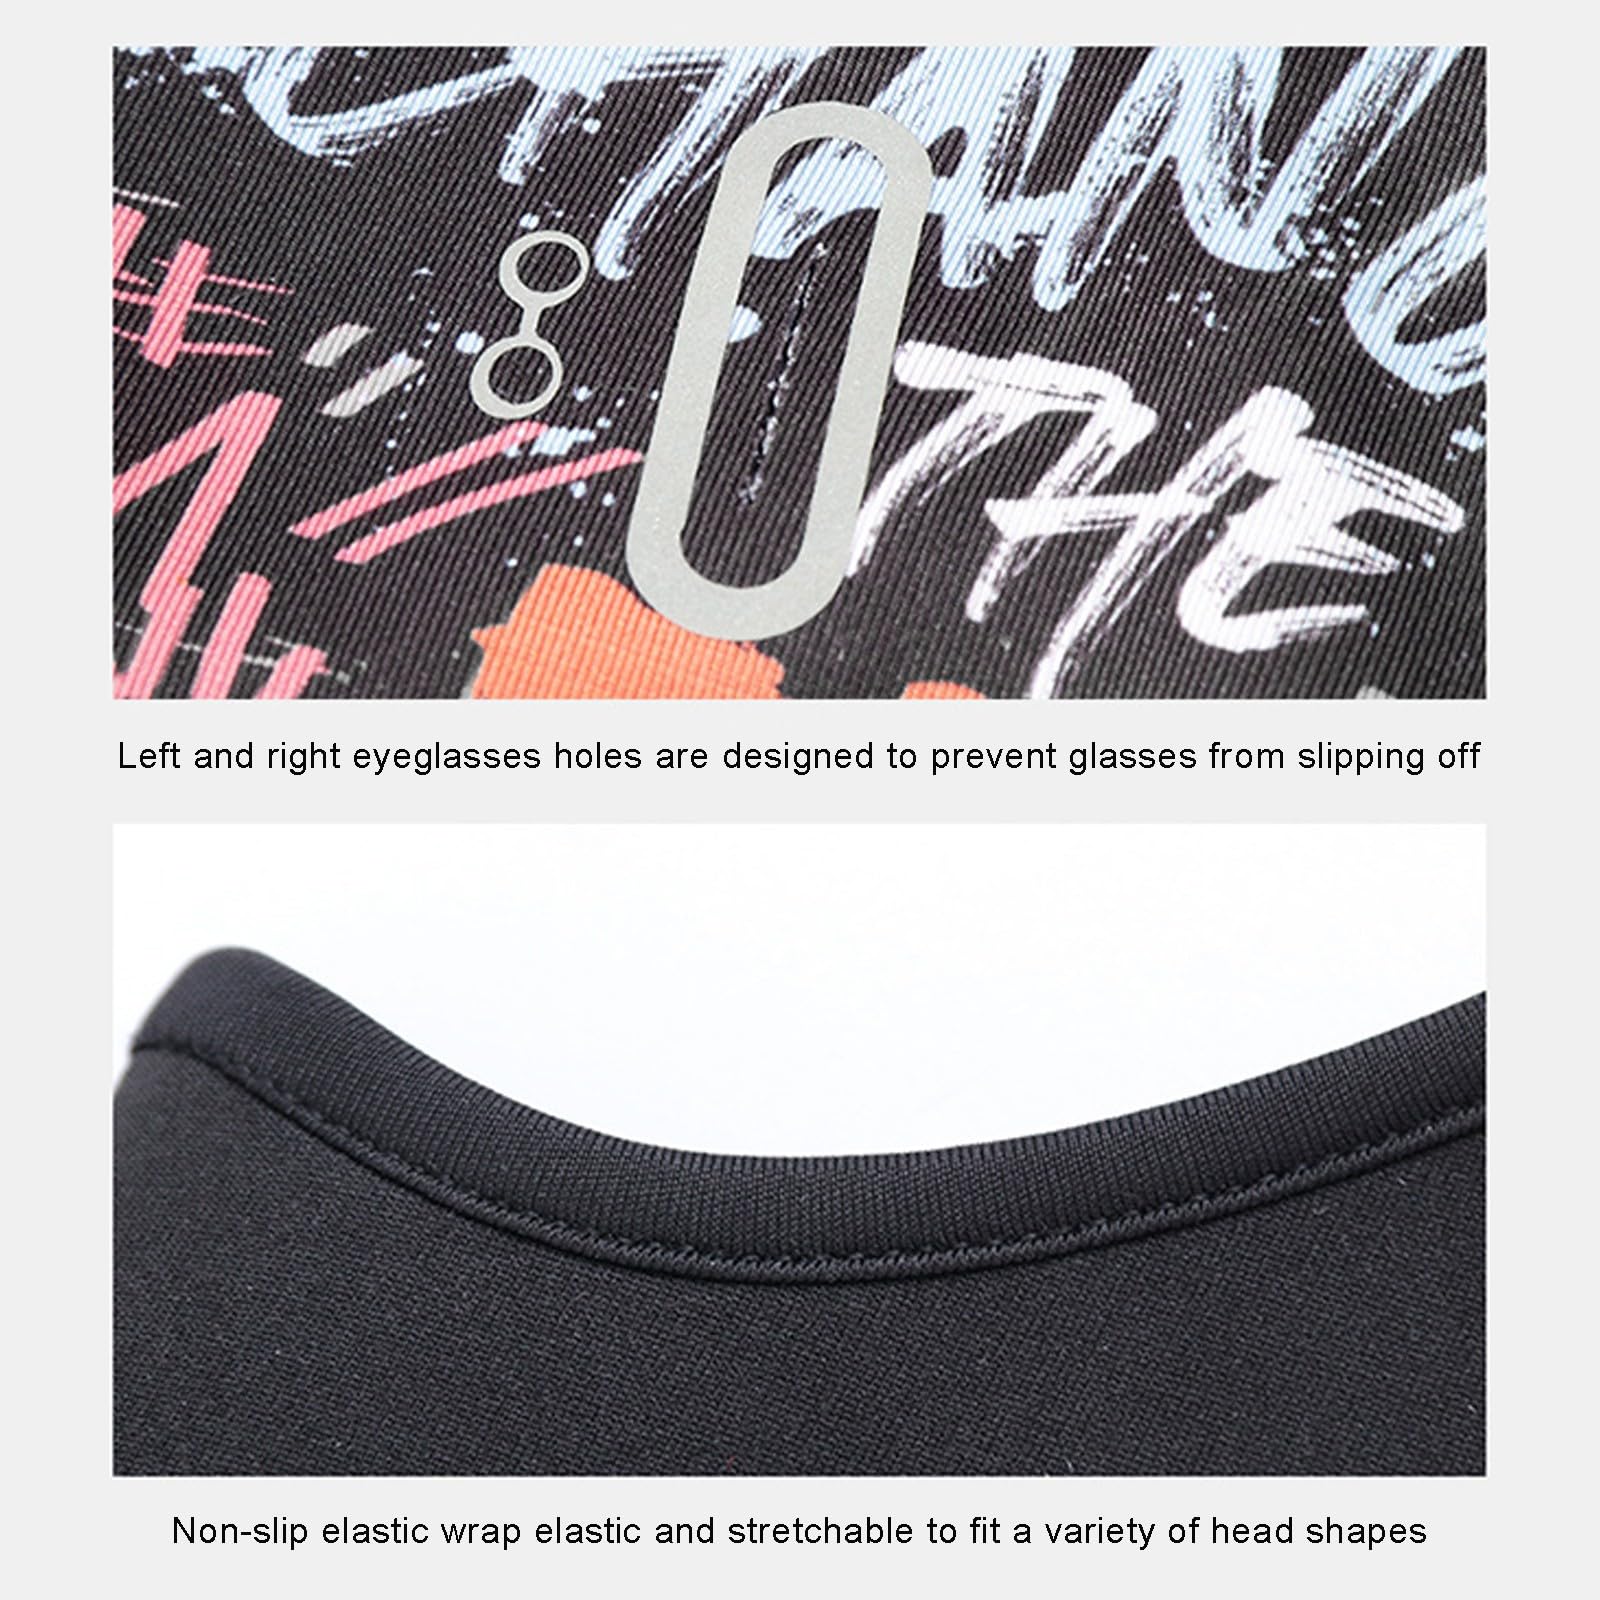 THE
Left and right eyeglasses holes are designed to prevent glasses from slipping off
Non-slip elastic wrap elastic and stretchable to fit a variety of head shapes